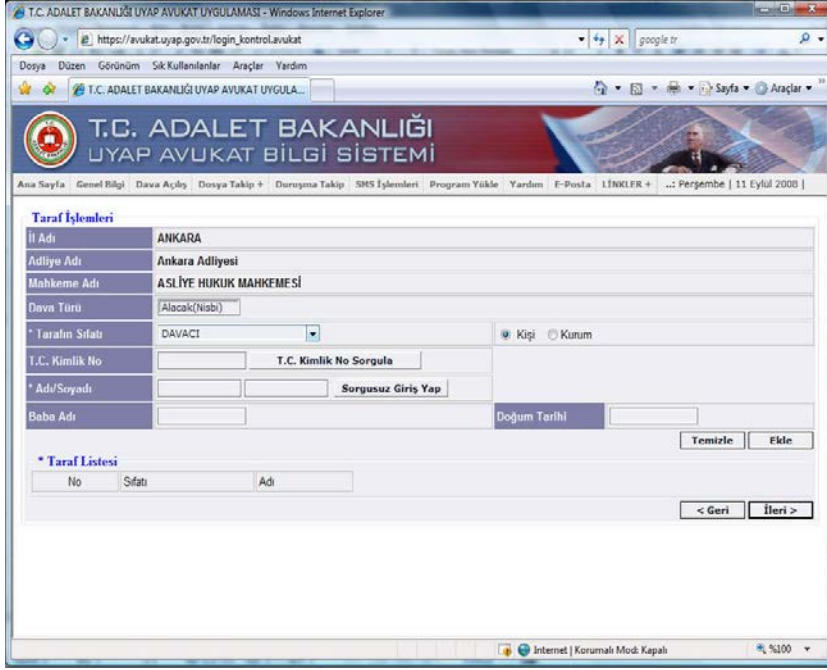 T.C. ADALET BAKANLIĞI UYAP AVUKAT UYGULAMASI - Windows Internet Explorer
https://avukat.uyap.gov.tr/login_kontrol.avukat google tr
Dosya Düzen Görünüm Sık Kullanılanlar Araçlar Yardım
T.C. ADALET BAKANLIĞI UYAP AVUKAT UYGULA... Sayfa Araçlar
T.C. ADALET BAKANLIĞI
UYAP AVUKAT BİLGİ SİSTEMİ
Ana Sayfa Genel Bilgi Dava Açılış Dosya Takip + Duruşma Takip SMS İşlemleri Program Yükle Yardım E-Posta LİNKLER + ..: Perşembe | 11 Eylül 2008 |
Taraf İşlemleri
İl Adı ANKARA
Adliye Adı Ankara Adliyesi
Mahkeme Adı ASLİYE HUKUK MAHKEMESİ
Dava Türü Alacak(Nisbi)
* Tarafın Sıfatı DAVACI Kişi Kurum
T.C. Kimlik No T.C. Kimlik No Sorgula
* Adı/Soyadı Sorgusuz Giriş Yap
Baba Adı Doğum Tarihi
Temizle Ekle
* Taraf Listesi
No Sıfatı Adı
< Geri İleri >
Internet | Korumalı Mod: Kapalı %100